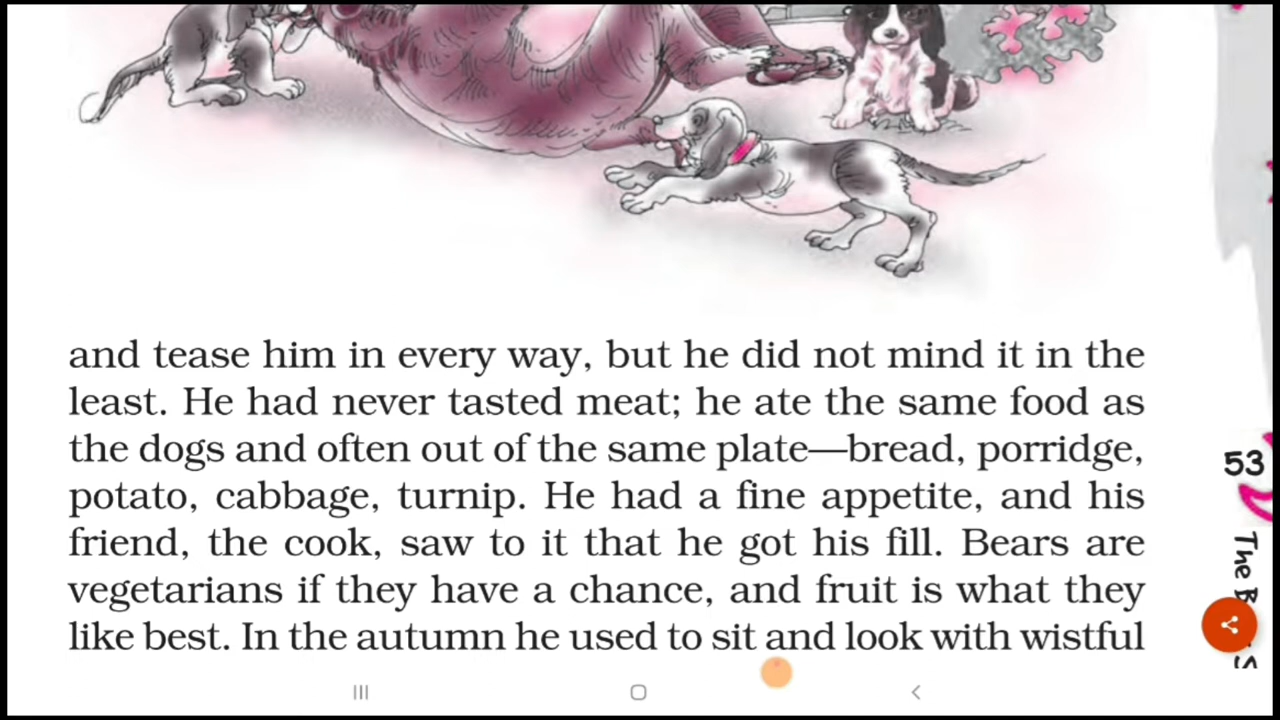 and tease him in every way, but he did not mind it in the
least. He had never tasted meat; he ate the same food as
the dogs and often out of the same plate—bread, porridge,
potato, cabbage, turnip. He had a fine appetite, and his
friend, the cook, saw to it that he got his fill. Bears are
vegetarians if they have a chance, and fruit is what they
like best. In the autumn he used to sit and look with wistful
53
The B